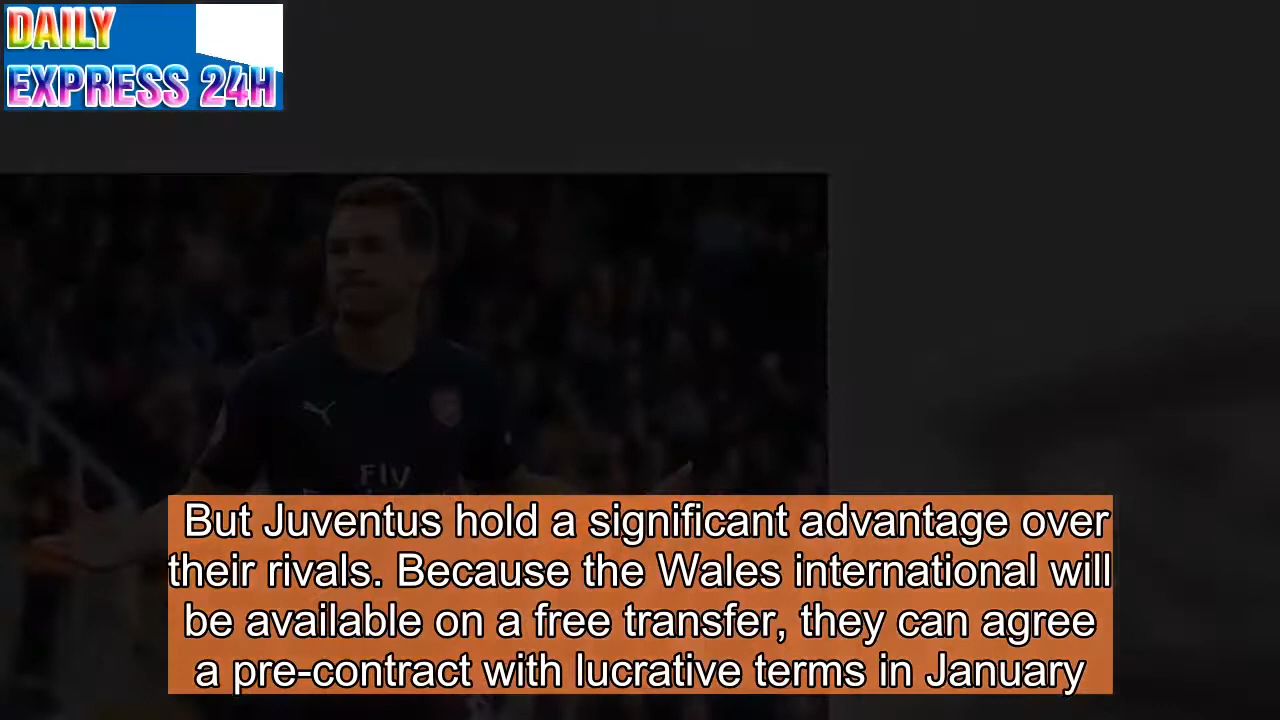 DAILY
EXPRESS 24H
Fly
But Juventus hold a significant advantage over
their rivals. Because the Wales international will
be available on a free transfer, they can agree
a pre-contract with lucrative terms in January